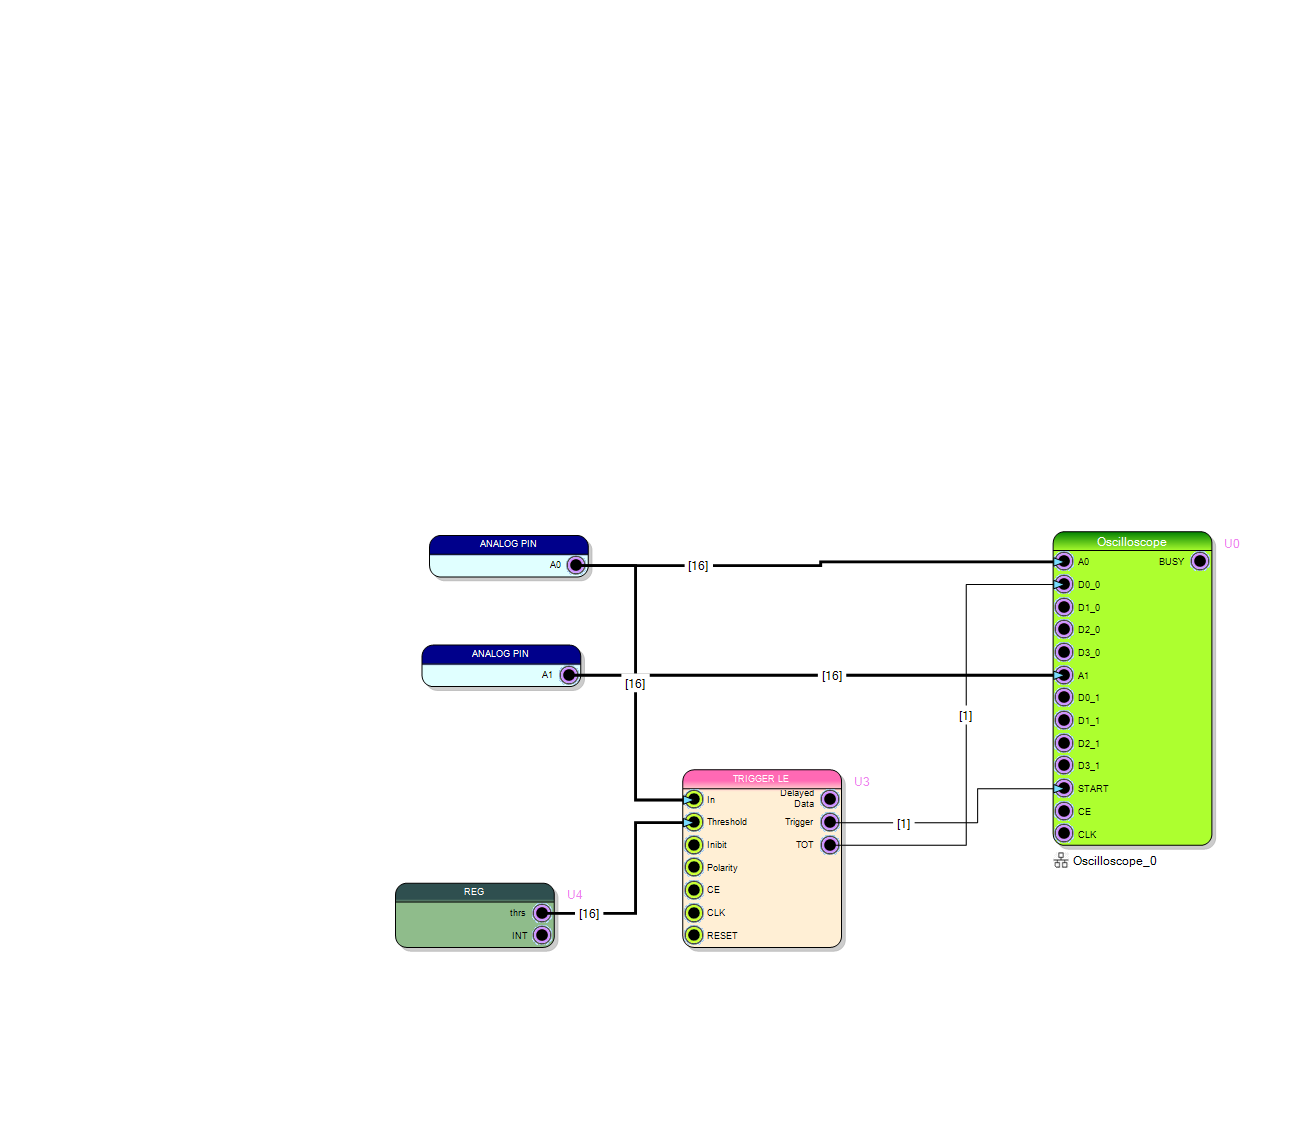 ANALOG PIN
A0
[16]
ANALOG PIN
A1
[16]
[16]
Oscilloscope
U0
A0
BUSY
D0_0
D1_0
D2_0
D3_0
A1
D0_1
D1_1
D2_1
D3_1
START
CE
CLK
Oscilloscope_0
[1]
TRIGGER LE
U3
In
Delayed
Data
Threshold
Trigger
[1]
Inibit
TOT
Polarity
CE
CLK
RESET
REG
U4
thrs
[16]
INT